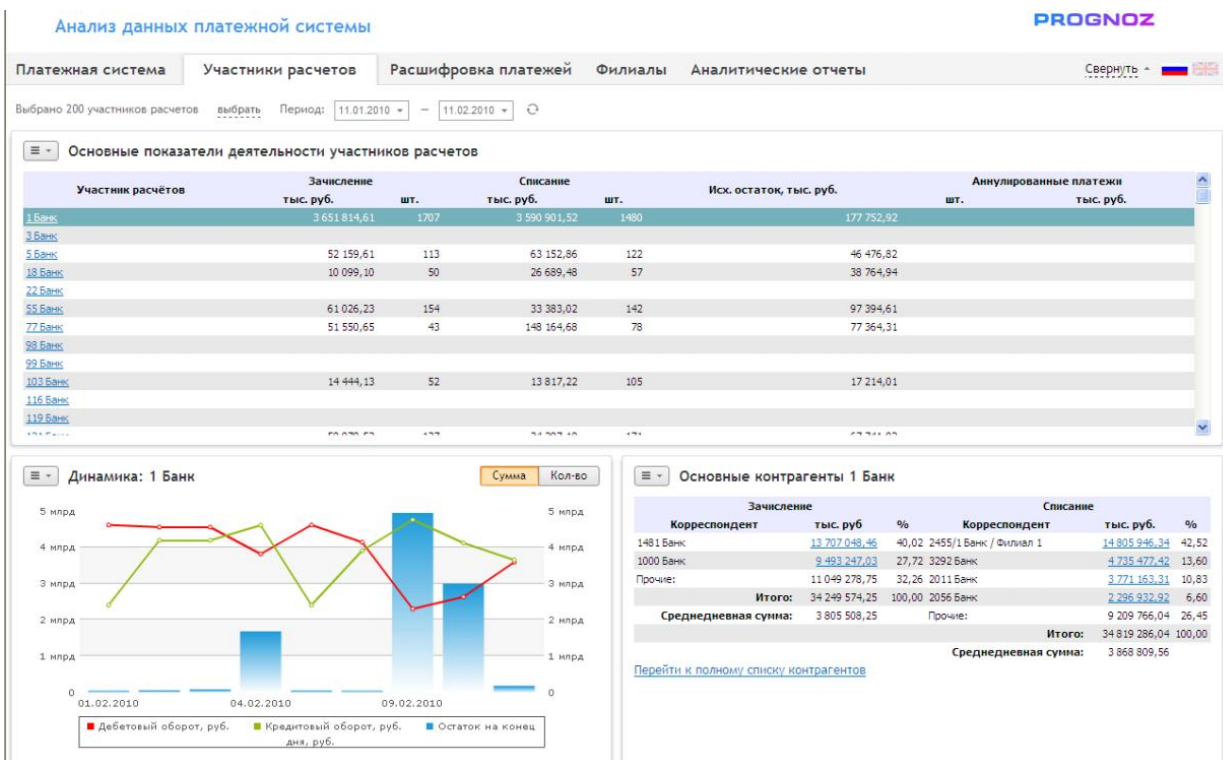 Анализ данных платежной системы
PROGNOZ
Платежная система Участники расчетов Расшифровка платежей Филиалы Аналитические отчеты Свернуть
Выбрано 200 участников расчетов выбрать Период: 11.01.2010 – 11.02.2010
Основные показатели деятельности участников расчетов
Участник расчётов Зачисление Списание Исх. остаток, тыс. руб. Аннулированные платежи
тыс. руб. шт. тыс. руб. шт. шт. тыс. руб.
1 Банк 3 651 814,61 1707 3 590 901,52 1480 177 752,92
3 Банк
5 Банк 52 159,61 113 63 152,86 122 46 476,82
18 Банк 10 099,10 50 26 689,48 57 38 764,94
22 Банк
55 Банк 61 026,23 154 33 383,02 142 97 394,61
77 Банк 51 550,65 43 148 164,68 78 77 364,31
98 Банк
99 Банк
103 Банк 14 444,13 52 13 817,22 105 17 214,01
116 Банк
119 Банк
Динамика: 1 Банк Сумма Кол-во
5 млрд 5 млрд
4 млрд 4 млрд
3 млрд 3 млрд
2 млрд 2 млрд
1 млрд 1 млрд
0 0
01.02.2010 04.02.2010 09.02.2010
Дебетовый оборот, руб. Кредитовый оборот, руб. Остаток на конец
дня, руб.
Основные контрагенты 1 Банк
Зачисление Списание
Корреспондент тыс. руб % Корреспондент тыс. руб. %
1481 Банк 13 707 048,46 40,02 2455/1 Банк / Филиал 1 14 805 946,34 42,52
1000 Банк 9 493 247,03 27,72 3292 Банк 4 735 477,42 13,60
Прочие: 11 049 278,75 32,26 2011 Банк 3 771 163,31 10,83
Итого: 34 249 574,25 100,00 2056 Банк 2 296 932,92 6,60
Среднедневная сумма: 3 805 508,25 Прочие: 9 209 766,04 26,45
Итого: 34 819 286,04 100,00
Среднедневная сумма: 3 868 809,56
Перейти к полному списку контрагентов